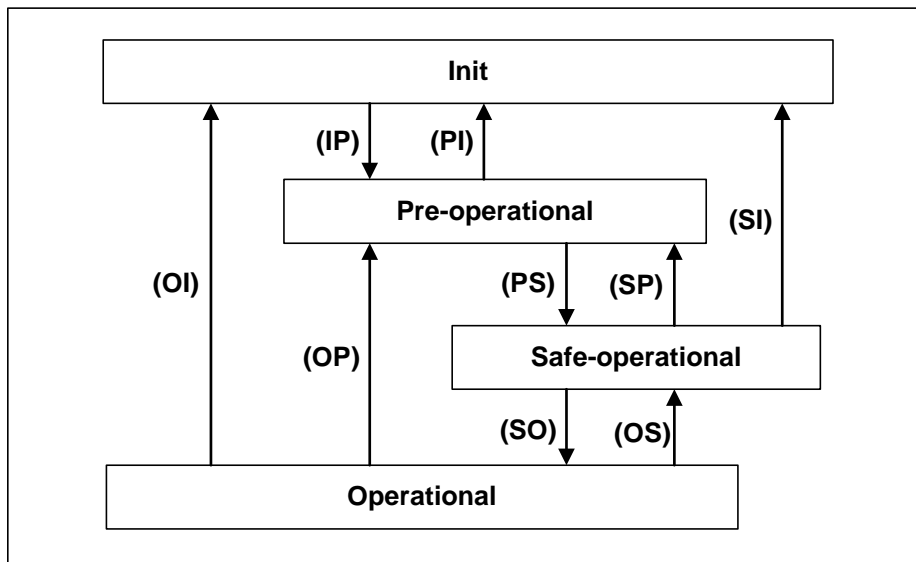 Init
(IP) (PI)
Pre-operational
(SI)
(OI) (PS) (SP)
Safe-operational
(OP)
(SO) (OS)
Operational